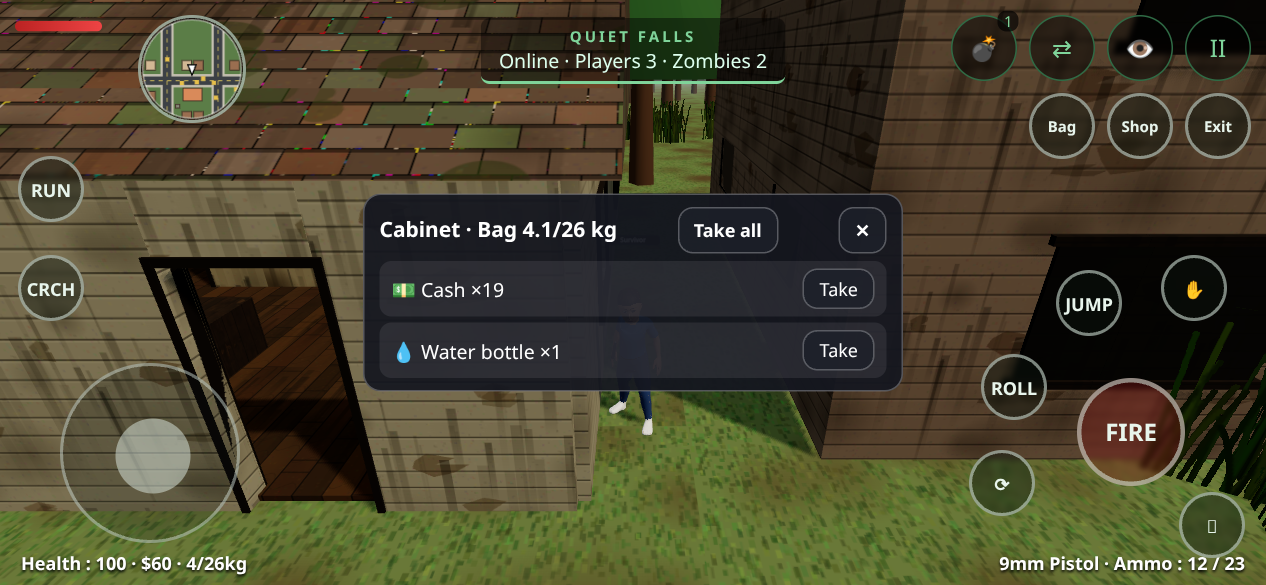 QUIET FALLS
Online · Players 3 · Zombies 2
1
II
Bag
Shop
Exit
RUN
CRCH
Cabinet · Bag 4.1/26 kg
Take all
×
💵 Cash ×19
Take
💧 Water bottle ×1
Take
JUMP
ROLL
FIRE
Health : 100 · $60 · 4/26kg
9mm Pistol · Ammo : 12 / 23